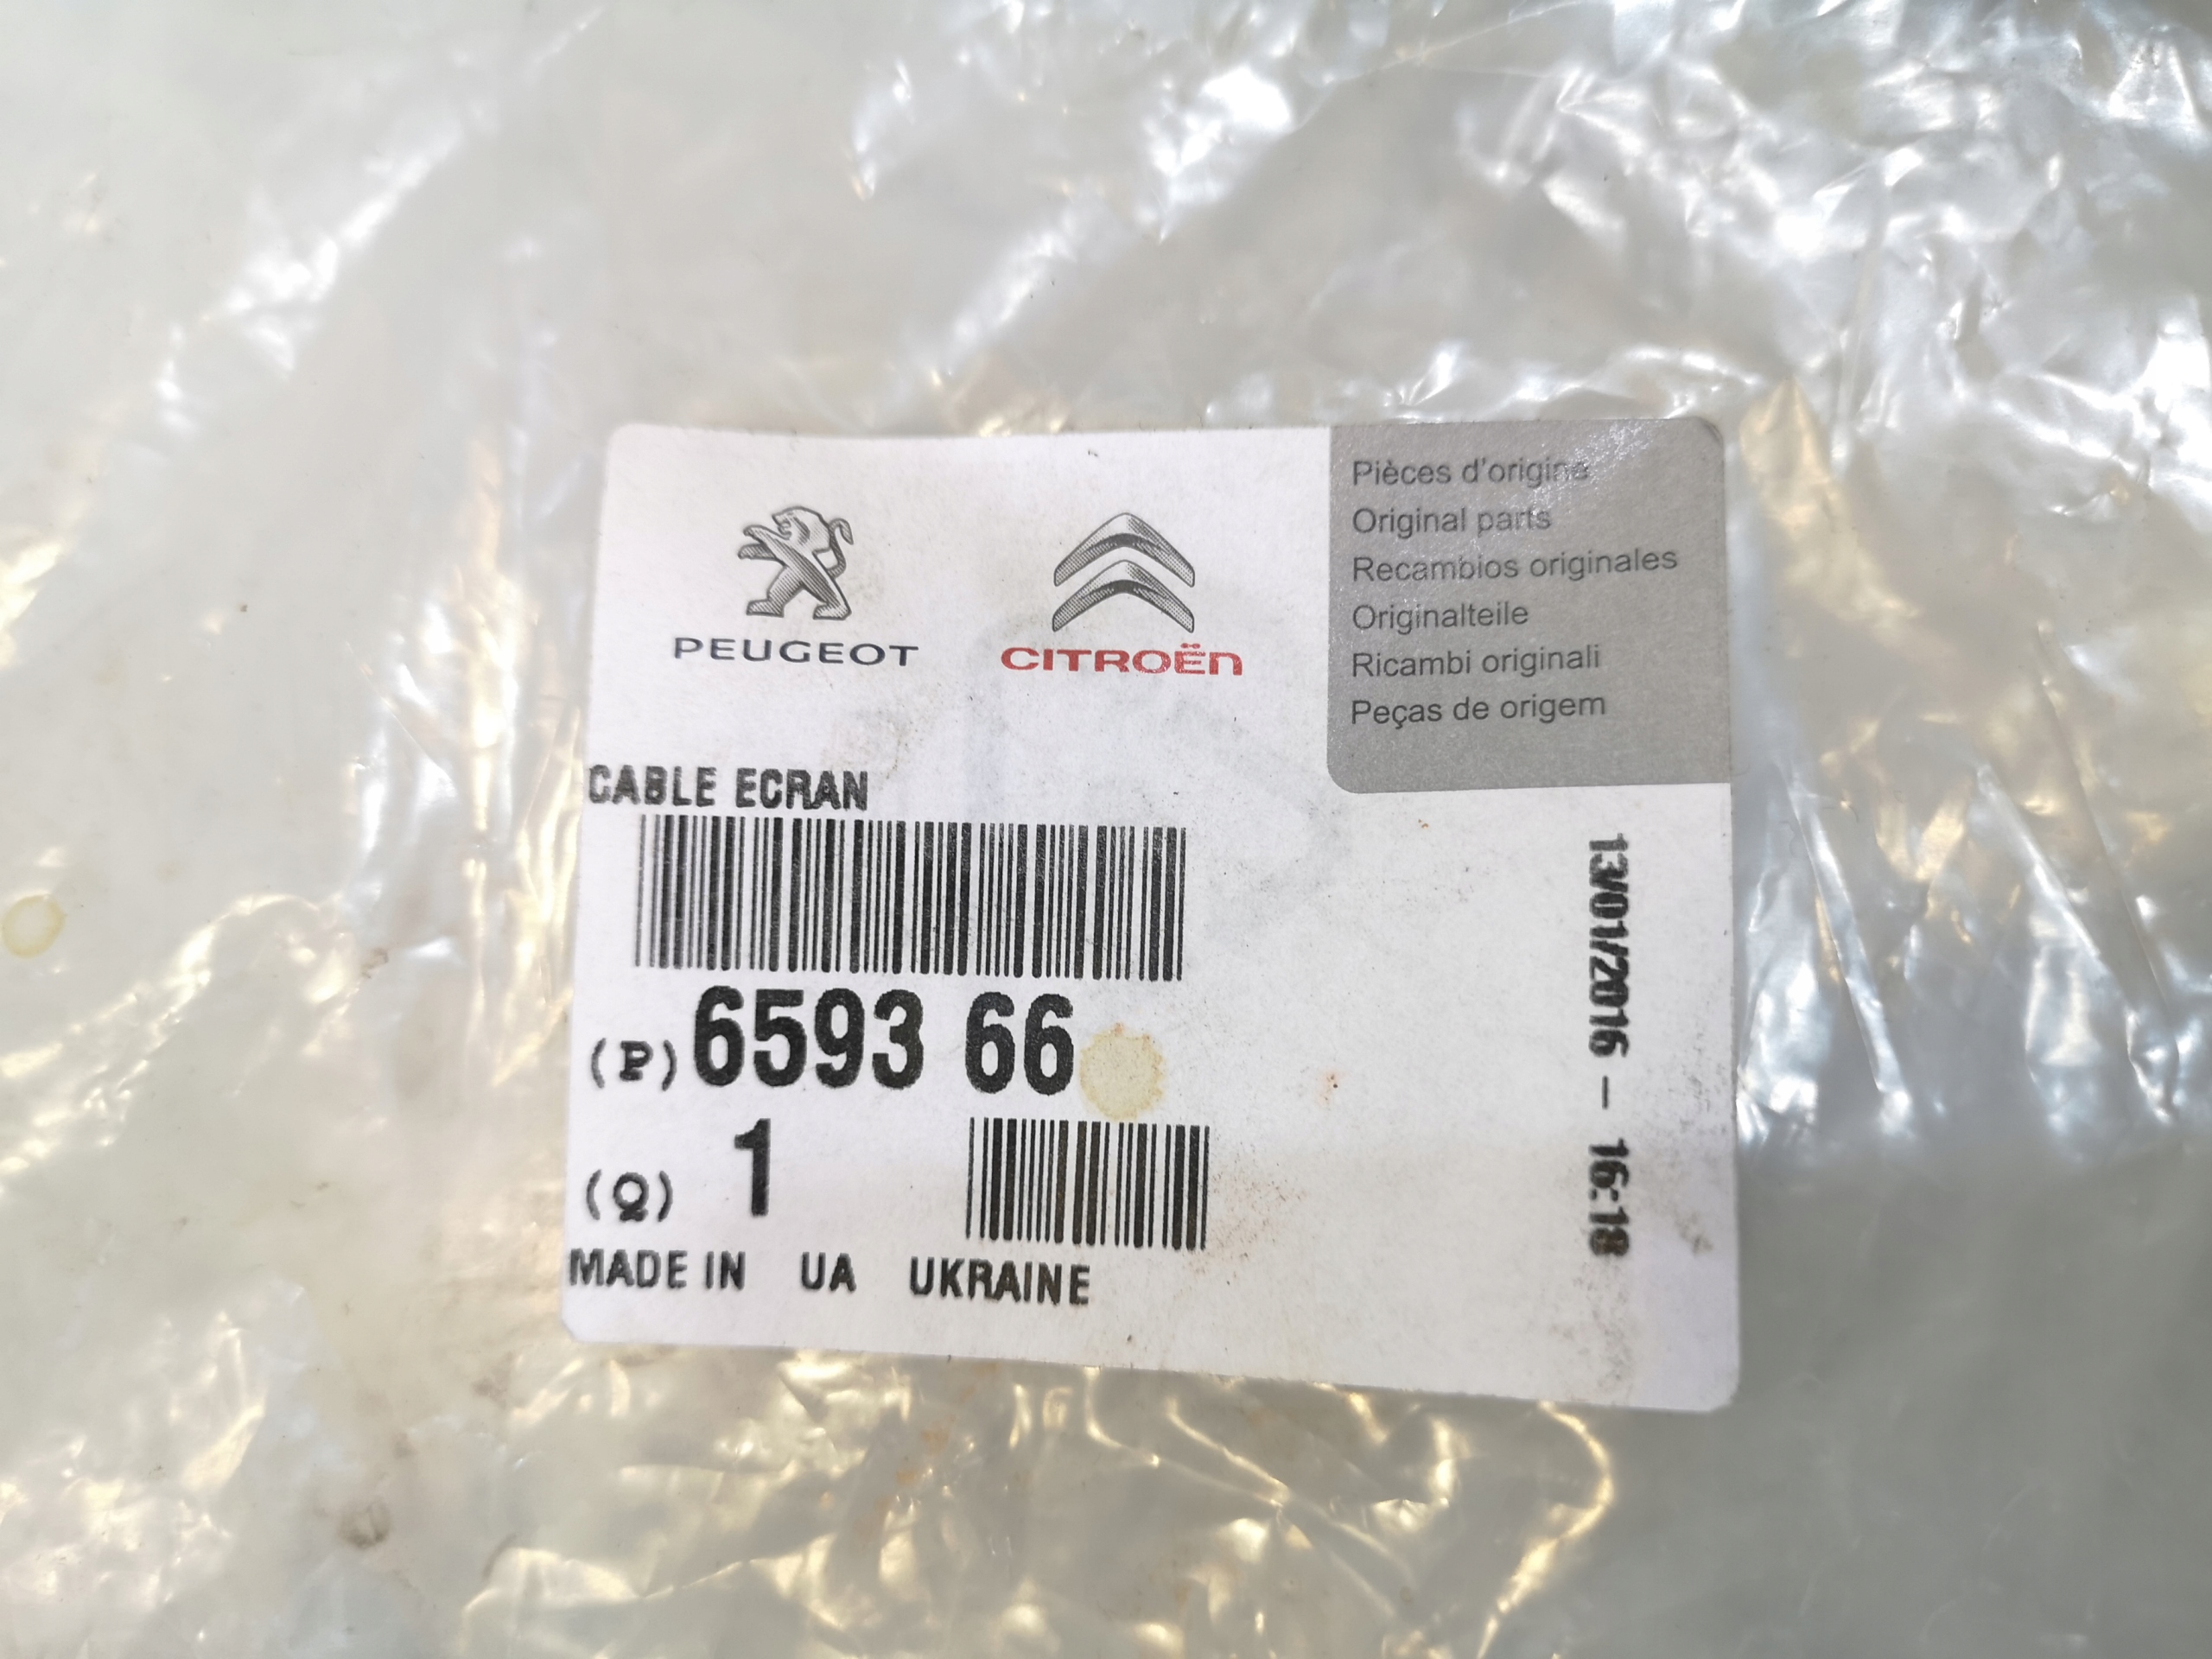 PEUGEOT
CITROËN
Pièces d'origine
Original parts
Recambios originales
Originalteile
Ricambi originali
Peças de origem
CABLE ECRAN
(P) 6593 66
(Q) 1
MADE IN UA UKRAINE
13/01/2016 - 16:18